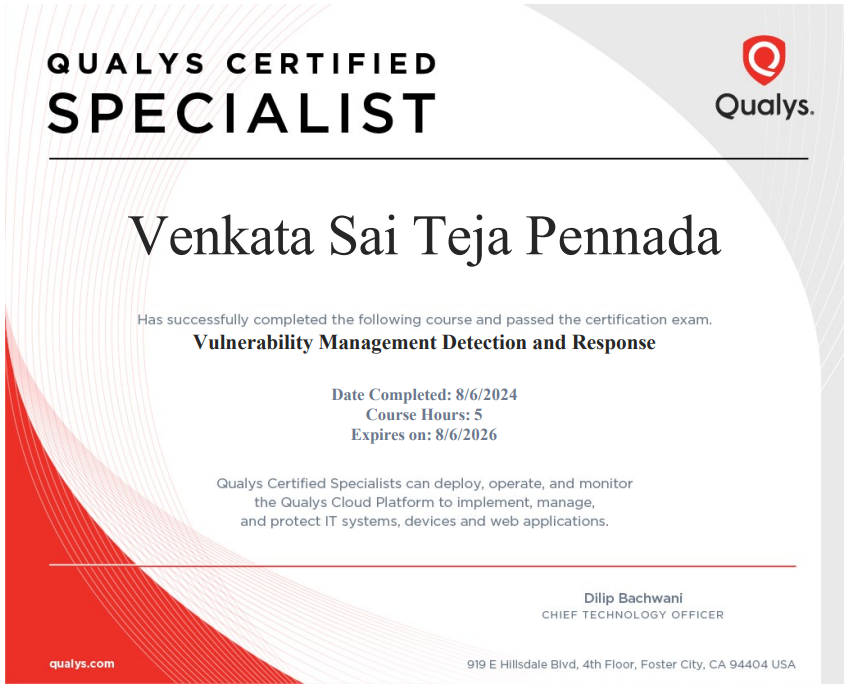 QUALYS CERTIFIED
SPECIALIST
Qualys.
Venkata Sai Teja Pennada
Has successfully completed the following course and passed the certification exam.
Vulnerability Management Detection and Response
Date Completed: 8/6/2024
Course Hours: 5
Expires on: 8/6/2026
Qualys Certified Specialists can deploy, operate, and monitor
the Qualys Cloud Platform to implement, manage,
and protect IT systems, devices and web applications.
Dilip Bachwani
CHIEF TECHNOLOGY OFFICER
qualys.com
919 E Hillsdale Blvd, 4th Floor, Foster City, CA 94404 USA